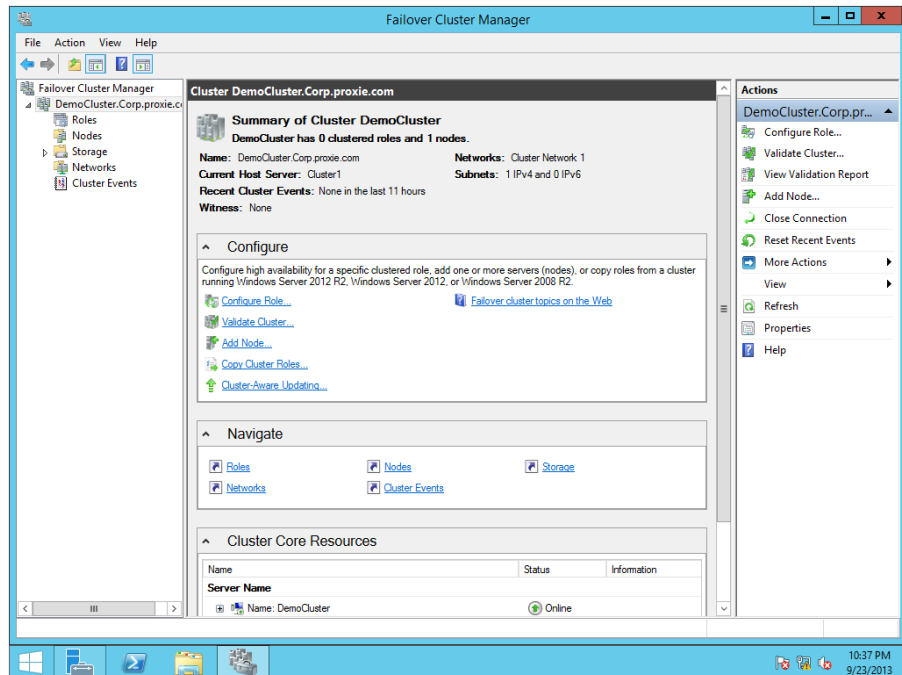 Failover Cluster Manager
File Action View Help
Failover Cluster Manager
DemoCluster.Corp.proxie.co
Roles
Nodes
Storage
Networks
Cluster Events
Cluster DemoCluster.Corp.proxie.com
Summary of Cluster DemoCluster
DemoCluster has 0 clustered roles and 1 nodes.
Name: DemoCluster.Corp.proxie.com Networks: Cluster Network 1
Current Host Server: Cluster1 Subnets: 1 IPv4 and 0 IPv6
Recent Cluster Events: None in the last 11 hours
Witness: None
Configure
Configure high availability for a specific clustered role, add one or more servers (nodes), or copy roles from a cluster
running Windows Server 2012 R2, Windows Server 2012, or Windows Server 2008 R2.
Configure Role... Failover cluster topics on the Web
Validate Cluster...
Add Node...
Copy Cluster Roles...
Cluster-Aware Updating...
Navigate
Roles Nodes Storage
Networks Cluster Events
Cluster Core Resources
Name Status Information
Server Name
Name: DemoCluster Online
Actions
DemoCluster.Corp.pr...
Configure Role...
Validate Cluster...
View Validation Report
Add Node...
Close Connection
Reset Recent Events
More Actions
View
Refresh
Properties
Help
10:37 PM
9/23/2013